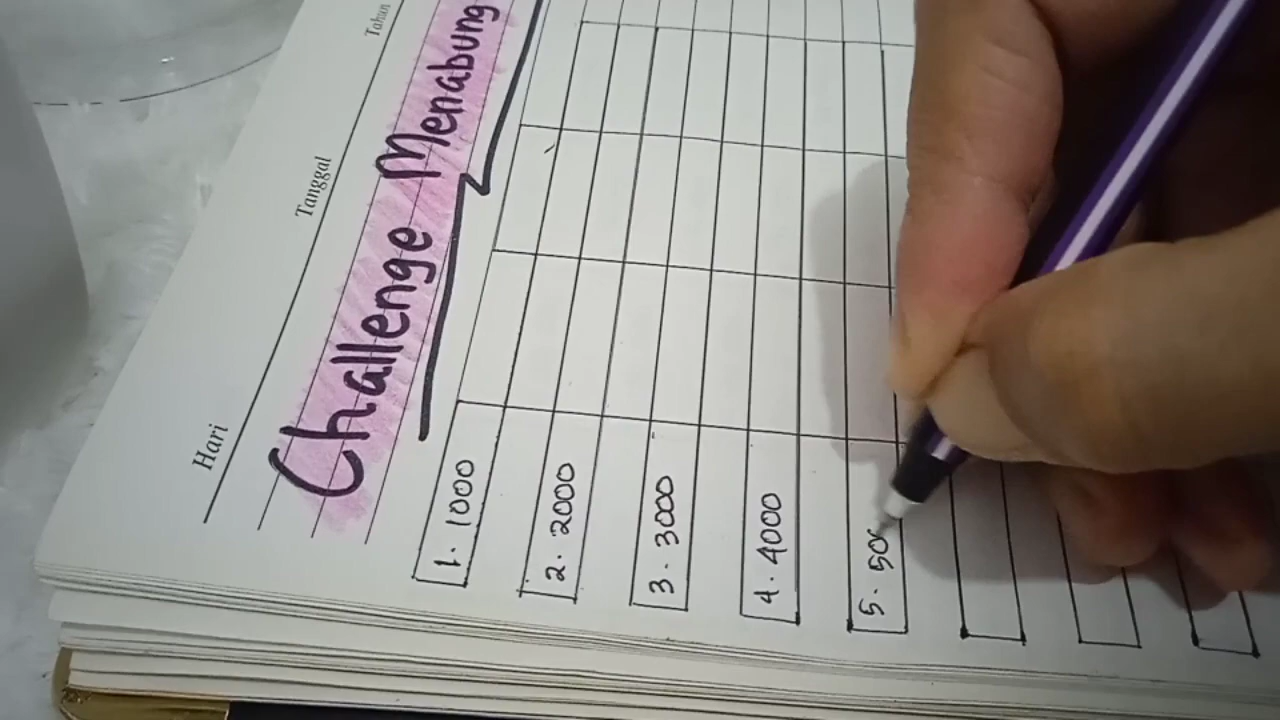 Hari
Tanggal
Tahun
Challenge Menabung
1. 1000
2. 2000
3. 3000
4. 4000
5. 50